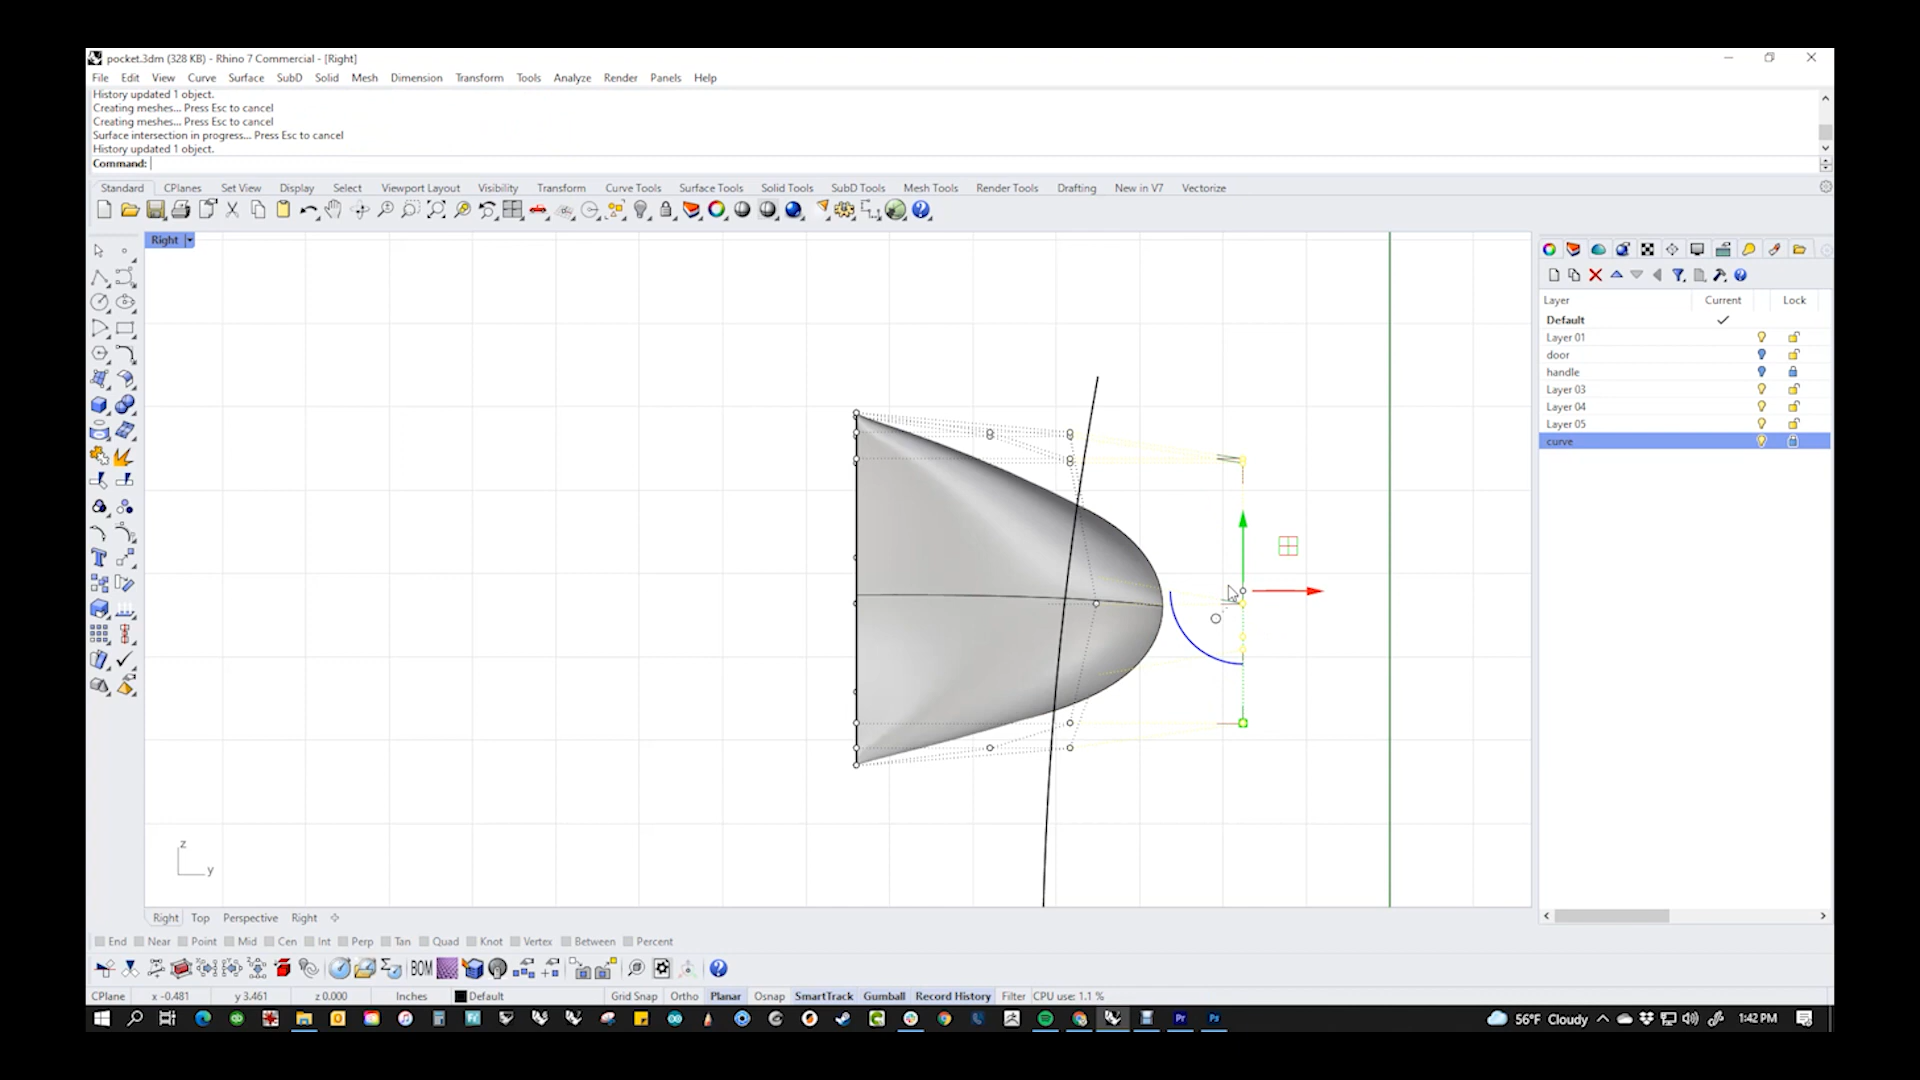 pocket.3dm (328 KB) - Rhino 7 Commercial - [Right]
File Edit View Curve Surface SubD Solid Mesh Dimension Transform Tools Analyze Render Panels Help
History updated 1 object.
Creating meshes... Press Esc to cancel
Creating meshes... Press Esc to cancel
Surface intersection in progress... Press Esc to cancel
History updated 1 object.
Command:
Standard CPlanes Set View Display Select Viewport Layout Visibility Transform Curve Tools Surface Tools Solid Tools SubD Tools Mesh Tools Render Tools Drafting New in V7 Vectorize
Right
Layer Current Lock
Default
Layer 01
door
handle
Layer 03
Layer 04
Layer 05
curve
z
y
Right Top Perspective Right
End Near Point Mid Cen Int Perp Tan Quad Knot Vertex Between Percent
BOM
CPlane x -0.481 y 3.461 z 0.000 Inches Default Grid Snap Ortho Planar Osnap SmartTrack Gumball Record History Filter CPU use: 1.1 %
56°F Cloudy 1:42 PM